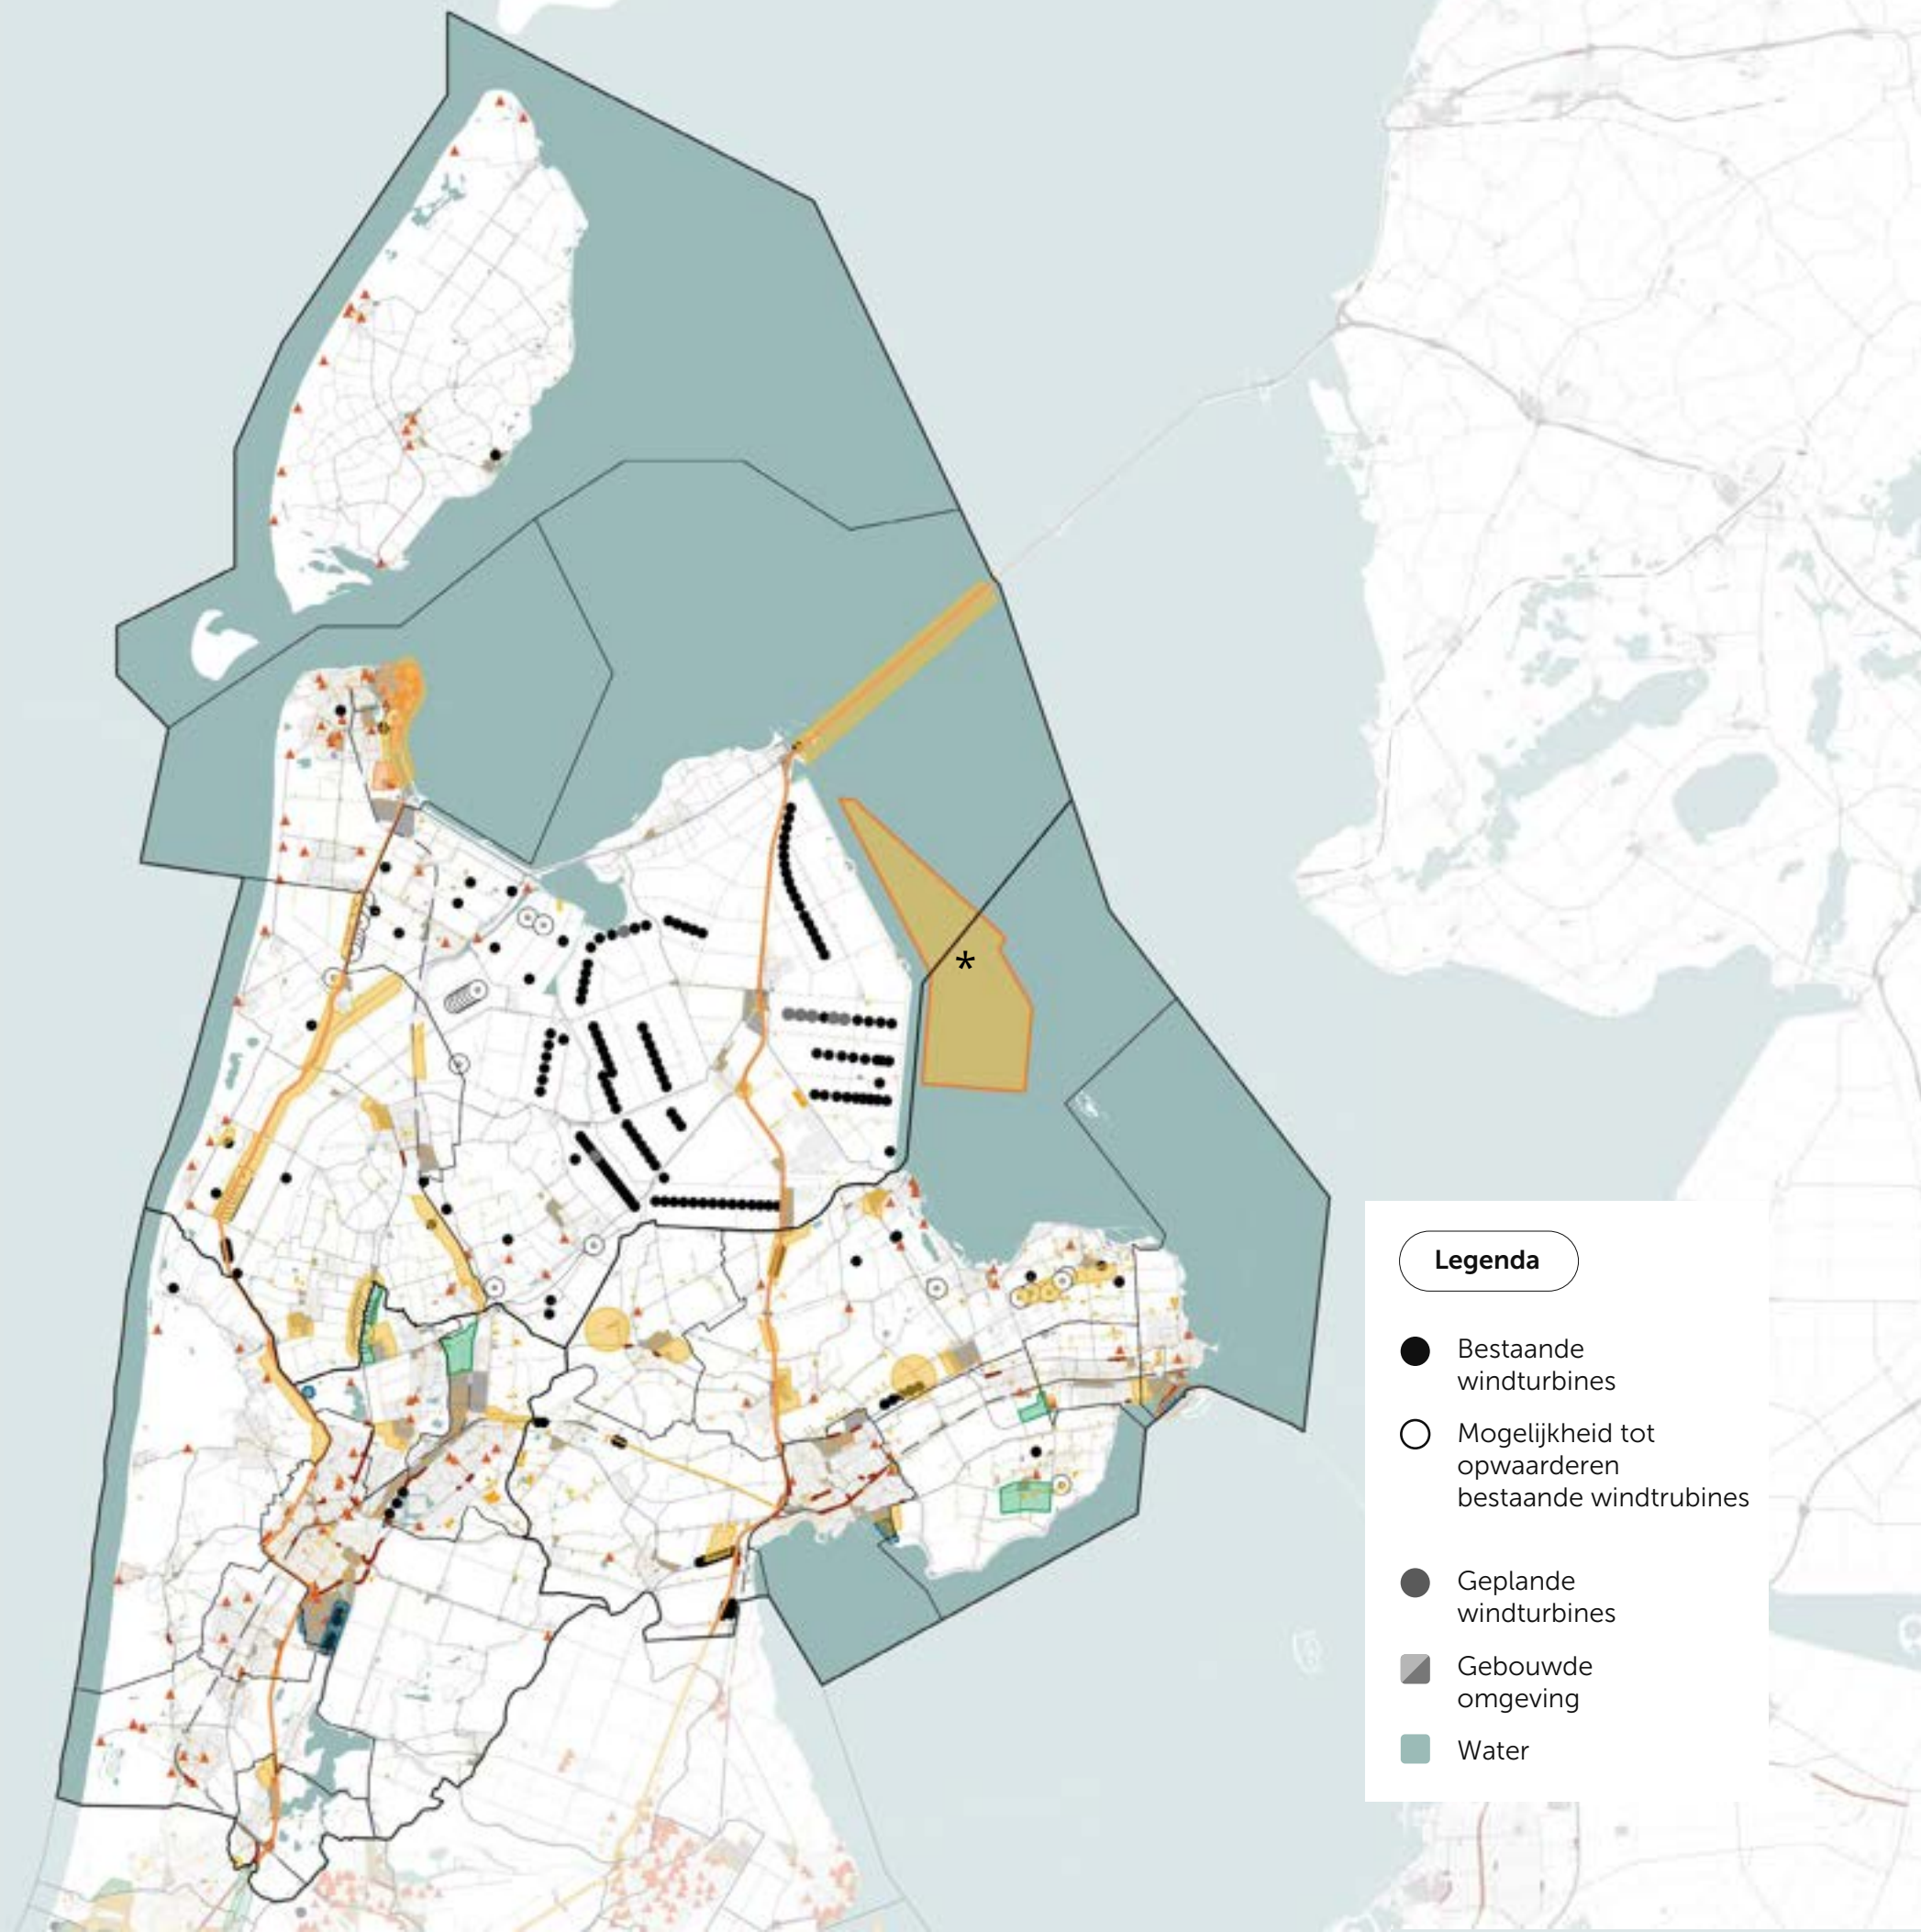 *
Legenda
Bestaande
windturbines
Mogelijkheid tot
opwaarderen
bestaande windtrubines
Geplande
windturbines
Gebouwde
omgeving
Water